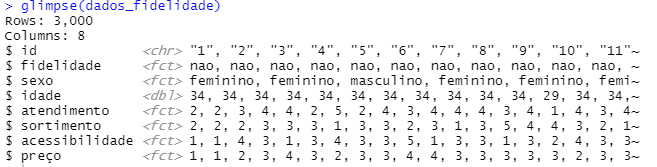 > glimpse(dados_fidelidade)
Rows: 3,000
Columns: 8
$ id <chr> "1", "2", "3", "4", "5", "6", "7", "8", "9", "10", "11"~
$ fidelidade <fct> nao, nao, nao, nao, nao, nao, nao, nao, nao, nao, nao, ~
$ sexo <fct> feminino, feminino, masculino, feminino, feminino, femi~
$ idade <dbl> 34, 34, 34, 34, 34, 34, 34, 34, 34, 34, 34, 29, 34, 34,~
$ atendimento <fct> 2, 2, 3, 4, 4, 2, 5, 2, 4, 3, 4, 4, 4, 3, 4, 1, 4, 3, 4~
$ sortimento <fct> 2, 2, 2, 3, 3, 3, 1, 3, 3, 2, 3, 1, 3, 5, 4, 4, 3, 2, 1~
$ acessibilidade <fct> 1, 1, 4, 3, 1, 3, 4, 3, 3, 5, 1, 3, 3, 1, 3, 2, 4, 3, 3~
$ preço <fct> 1, 1, 2, 3, 4, 3, 2, 3, 3, 4, 4, 3, 3, 3, 3, 3, 2, 3, 3~